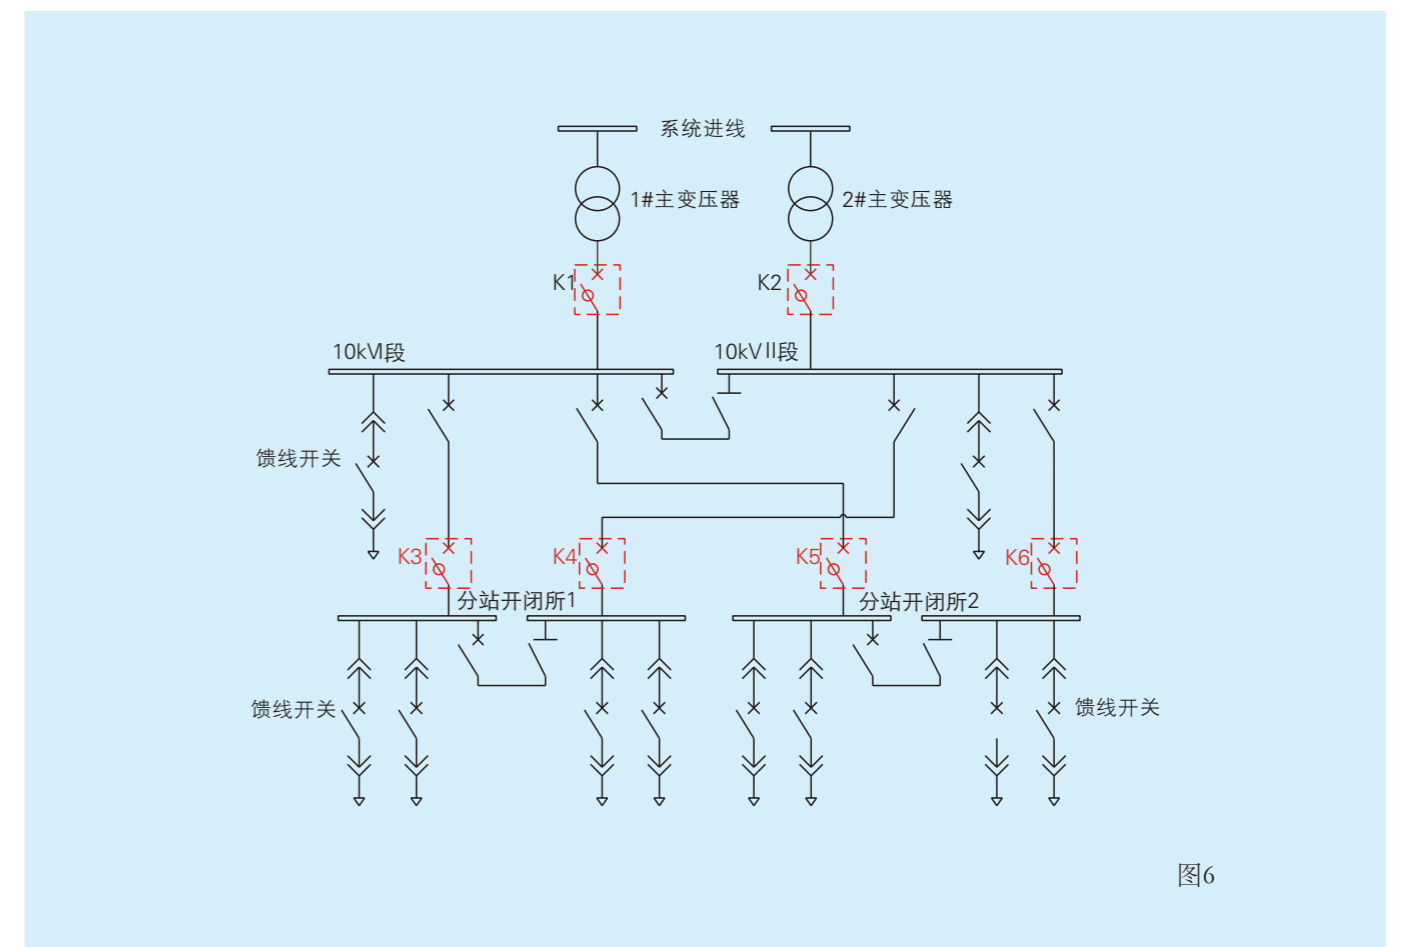 系统进线
1#主变压器
2#主变压器
K1
K2
10kVI段
10kVII段
馈线开关
K3
K4
K5
K6
分站开闭所1
分站开闭所2
馈线开关
馈线开关
图6